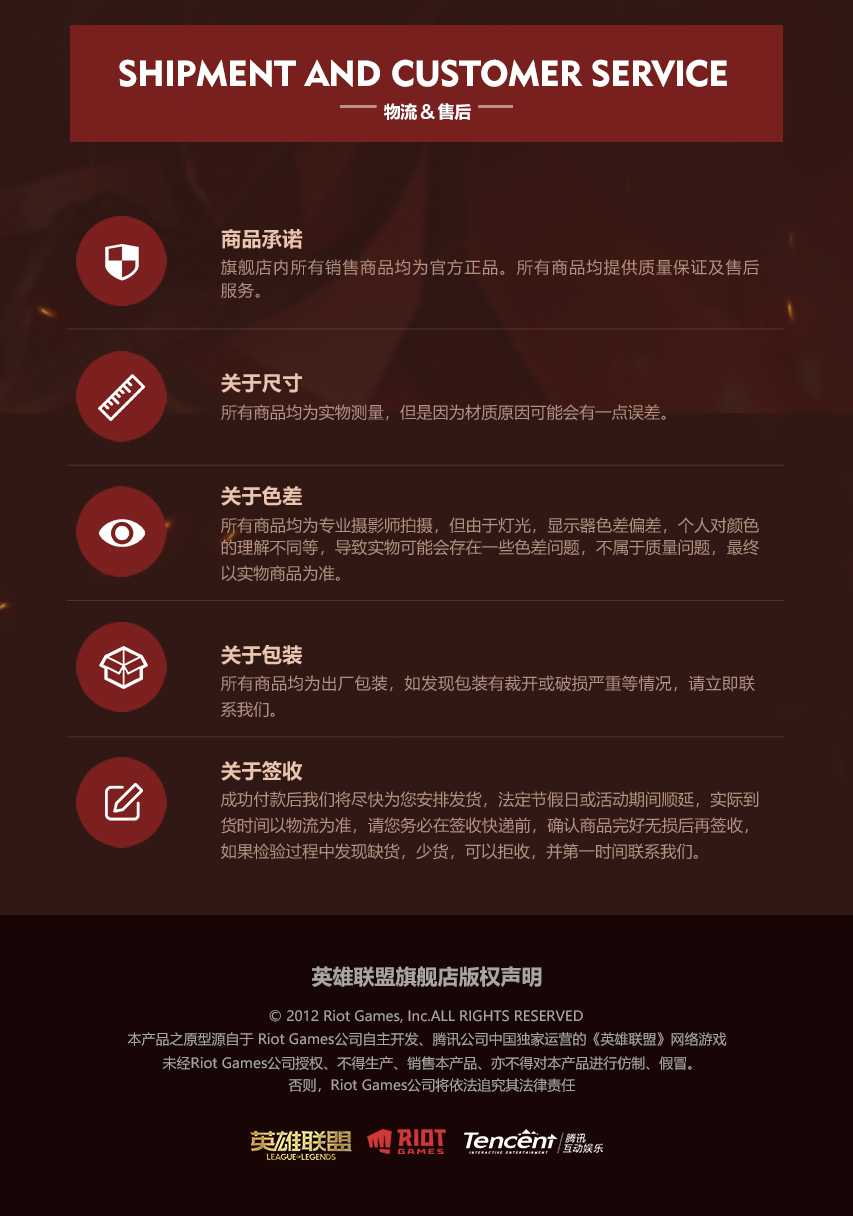 SHIPMENT AND CUSTOMER SERVICE
物流＆售后
商品承诺
旗舰店内所有销售商品均为官方正品。所有商品均提供质量保证及售后
服务。
关于尺寸
所有商品均为实物测量，但是因为材质原因可能会有一点误差。
关于色差
所有商品均为专业摄影师拍摄，但由于灯光，显示器色差偏差，个人对颜色
的理解不同等，导致实物可能会存在一些色差问题，不属于质量问题，最终
以实物商品为准。
关于包装
所有商品均为出厂包装，如发现包装有裁开或破损严重等情况，请立即联
系我们。
关于签收
成功付款后我们将尽快为您安排发货，法定节假日或活动期间顺延，实际到
货时间以物流为准，请您务必在签收快递前，确认商品完好无损后再签收，
如果检验过程中发现缺货，少货，可以拒收，并第一时间联系我们。
英雄联盟旗舰店版权声明
© 2012 Riot Games, Inc.ALL RIGHTS RESERVED
本产品之原型源自于 Riot Games公司自主开发、腾讯公司中国独家运营的《英雄联盟》网络游戏
未经Riot Games公司授权、不得生产、销售本产品、亦不得对本产品进行仿制、假冒。
否则，Riot Games公司将依法追究其法律责任
英雄联盟
LEAGUE OF LEGENDS
RIOT
GAMES
Tencent
INTERACTIVE ENTERTAINMENT
腾讯
互动娱乐